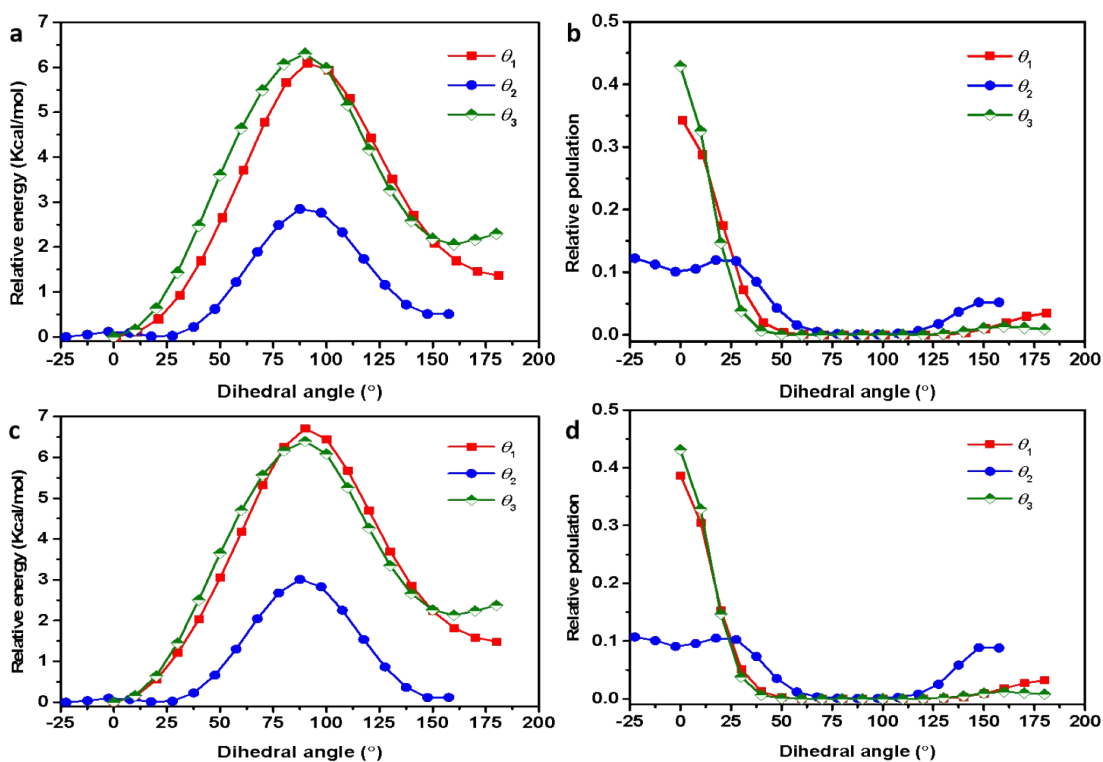 a
Relative energy (Kcal/mol)
7
6
5
4
3
2
1
0
-25 0 25 50 75 100 125 150 175 200
Dihedral angle (°)
θ1
θ2
θ3
b
Relative polulation
0.5
0.4
0.3
0.2
0.1
0.0
-25 0 25 50 75 100 125 150 175 200
Dihedral angle (°)
θ1
θ2
θ3
c
Relative energy (Kcal/mol)
7
6
5
4
3
2
1
0
-25 0 25 50 75 100 125 150 175 200
Dihedral angle (°)
θ1
θ2
θ3
d
Relative polulation
0.5
0.4
0.3
0.2
0.1
0.0
-25 0 25 50 75 100 125 150 175 200
Dihedral angle (°)
θ1
θ2
θ3